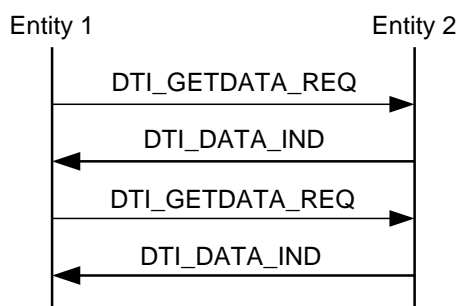 Entity 1 Entity 2
DTI_GETDATA_REQ
DTI_DATA_IND
DTI_GETDATA_REQ
DTI_DATA_IND